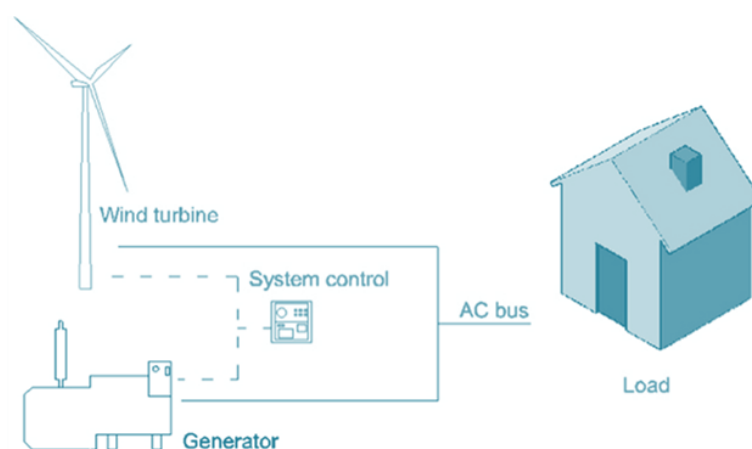 Wind turbine
System control
AC bus
Load
Generator